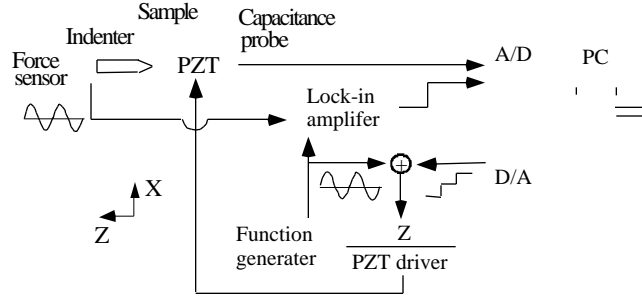 Sample
Capacitance
probe
Indenter
Force
sensor
PZT
A/D
PC
Lock-in
amplifer
D/A
X
Z
Function
generater
Z
PZT driver